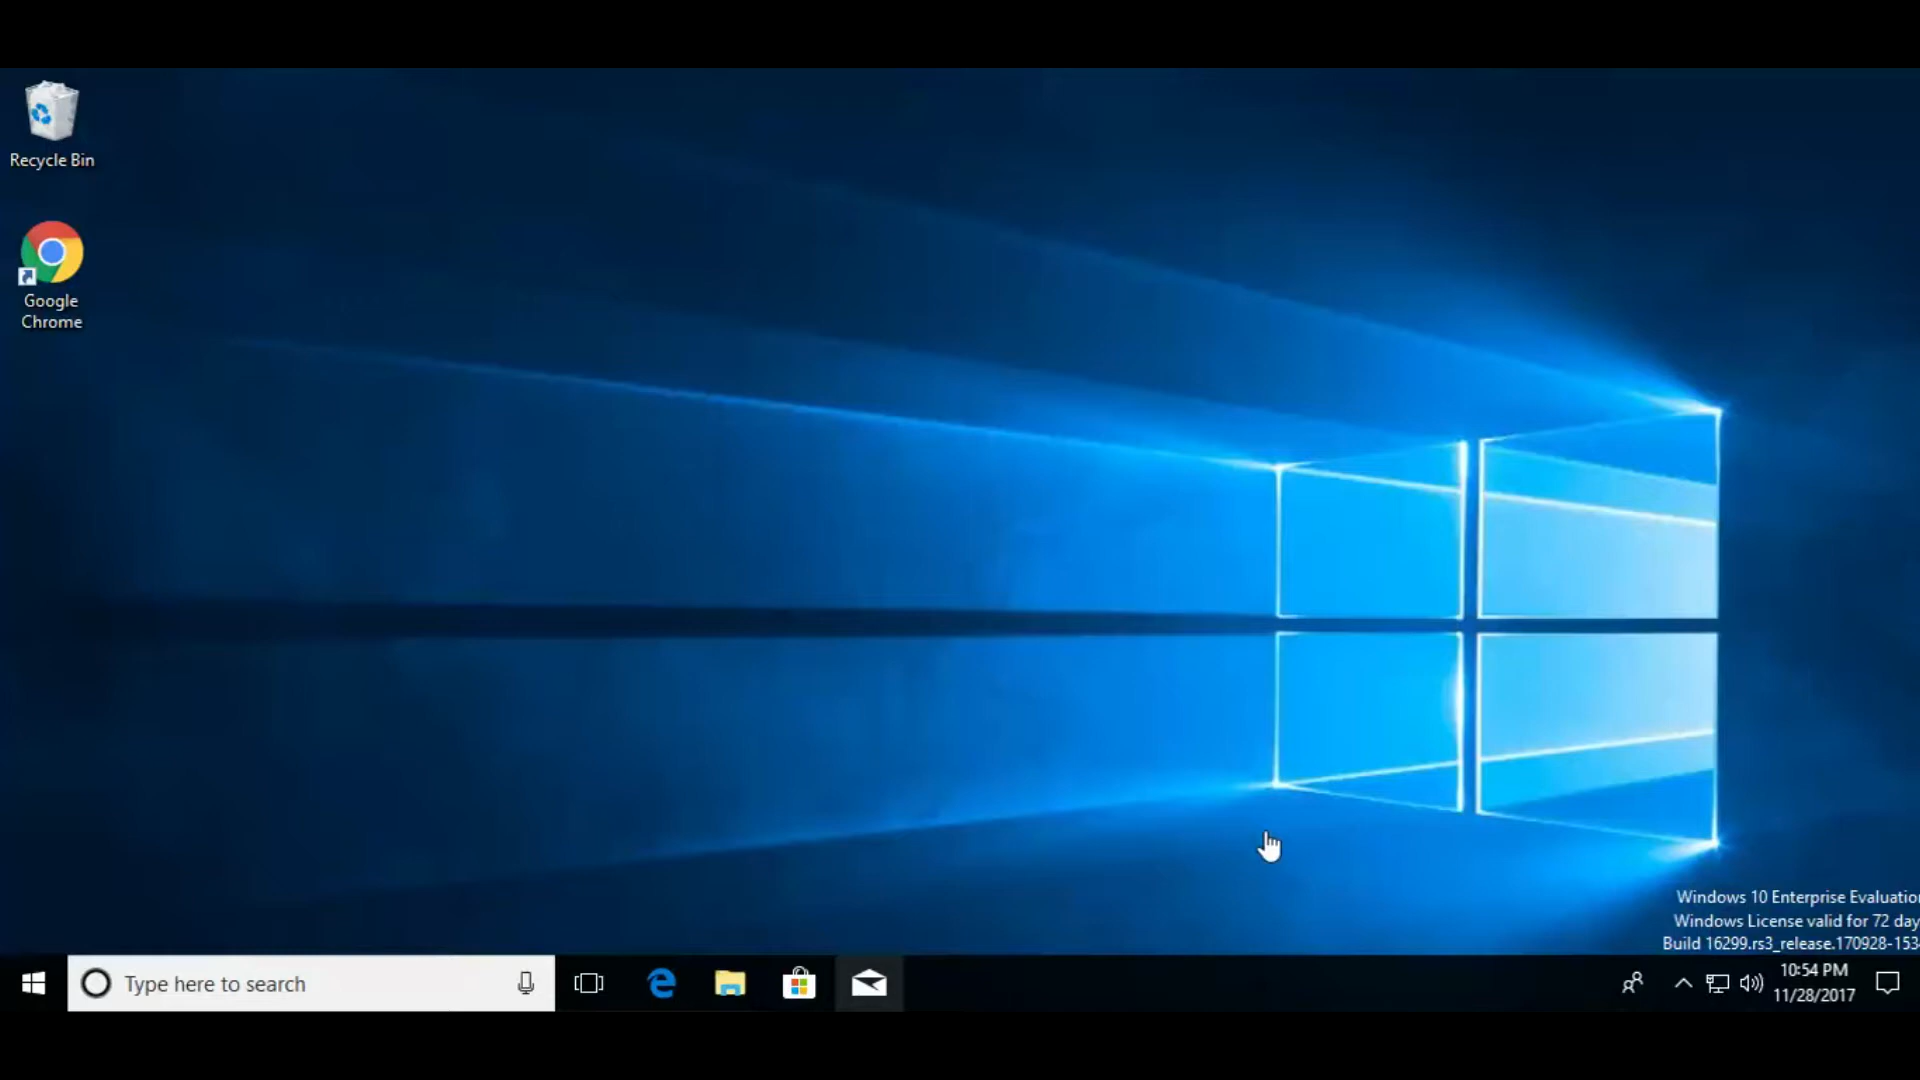 Recycle Bin
Google
Chrome
Windows 10 Enterprise Evaluation
Windows License valid for 72 day
Build 16299.rs3_release.170928-153
Type here to search
10:54 PM
11/28/2017